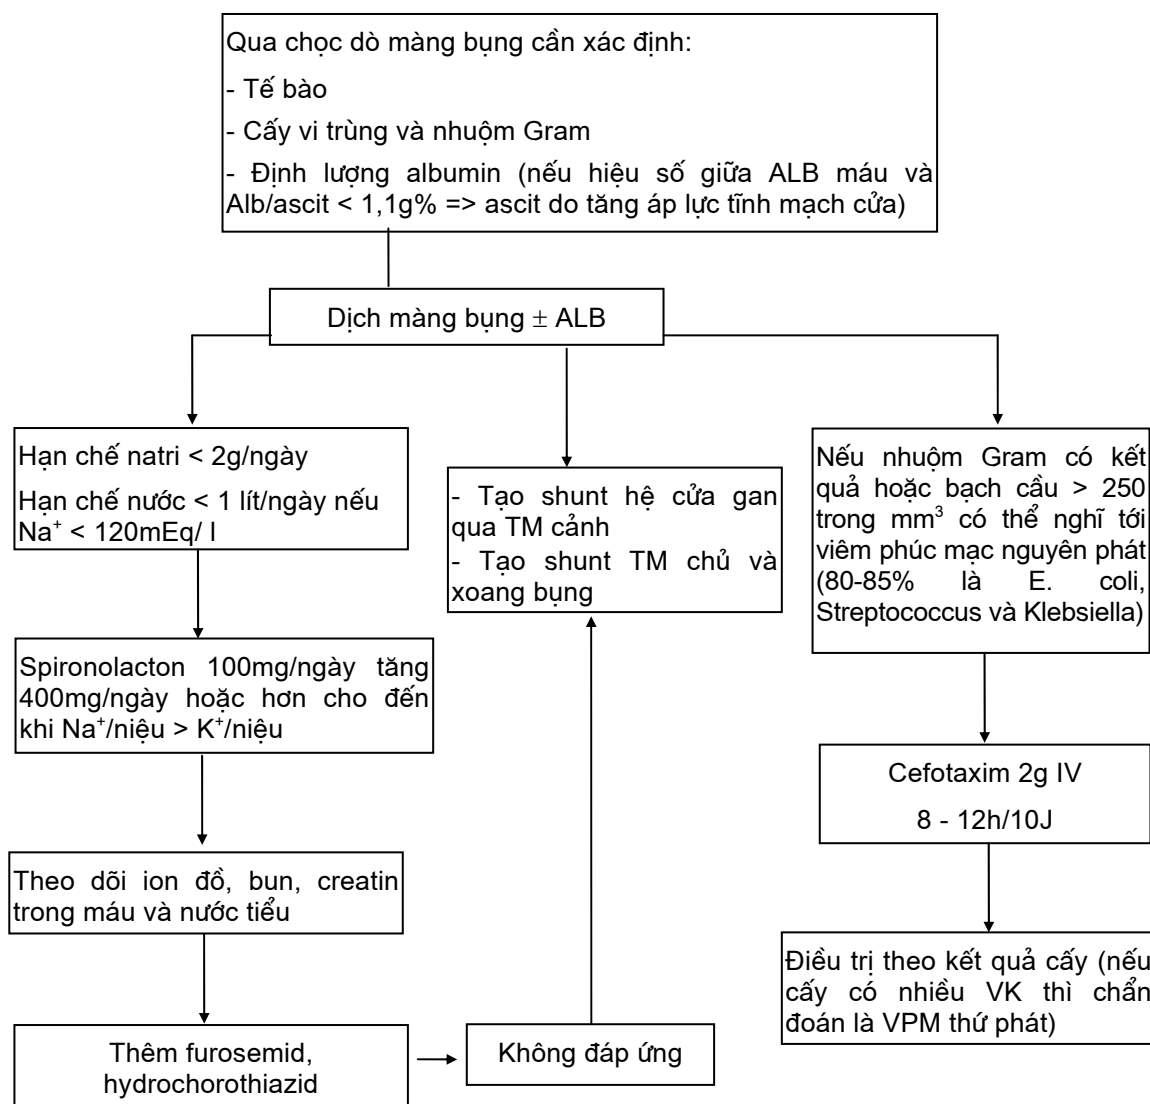 Qua chọc dò màng bụng cần xác định:
- Tế bào
- Cấy vi trùng và nhuộm Gram
- Định lượng albumin (nếu hiệu số giữa ALB máu và
Alb/ascit < 1,1g% => ascit do tăng áp lực tĩnh mạch cửa)
Dịch màng bụng ± ALB
Hạn chế natri < 2g/ngày
Hạn chế nước < 1 lít/ngày nếu
Na⁺ < 120mEq/ l
Spironolacton 100mg/ngày tăng
400mg/ngày hoặc hơn cho đến
khi Na⁺/niệu > K⁺/niệu
Theo dõi ion đồ, bun, creatin
trong máu và nước tiểu
Thêm furosemid,
hydrochorothiazid
Không đáp ứng
- Tạo shunt hệ cửa gan
qua TM cảnh
- Tạo shunt TM chủ và
xoang bụng
Nếu nhuộm Gram có kết
quả hoặc bạch cầu > 250
trong mm³ có thể nghĩ tới
viêm phúc mạc nguyên phát
(80-85% là E. coli,
Streptococcus và Klebsiella)
Cefotaxim 2g IV
8 - 12h/10J
Điều trị theo kết quả cấy (nếu
cấy có nhiều VK thì chẩn
đoán là VPM thứ phát)